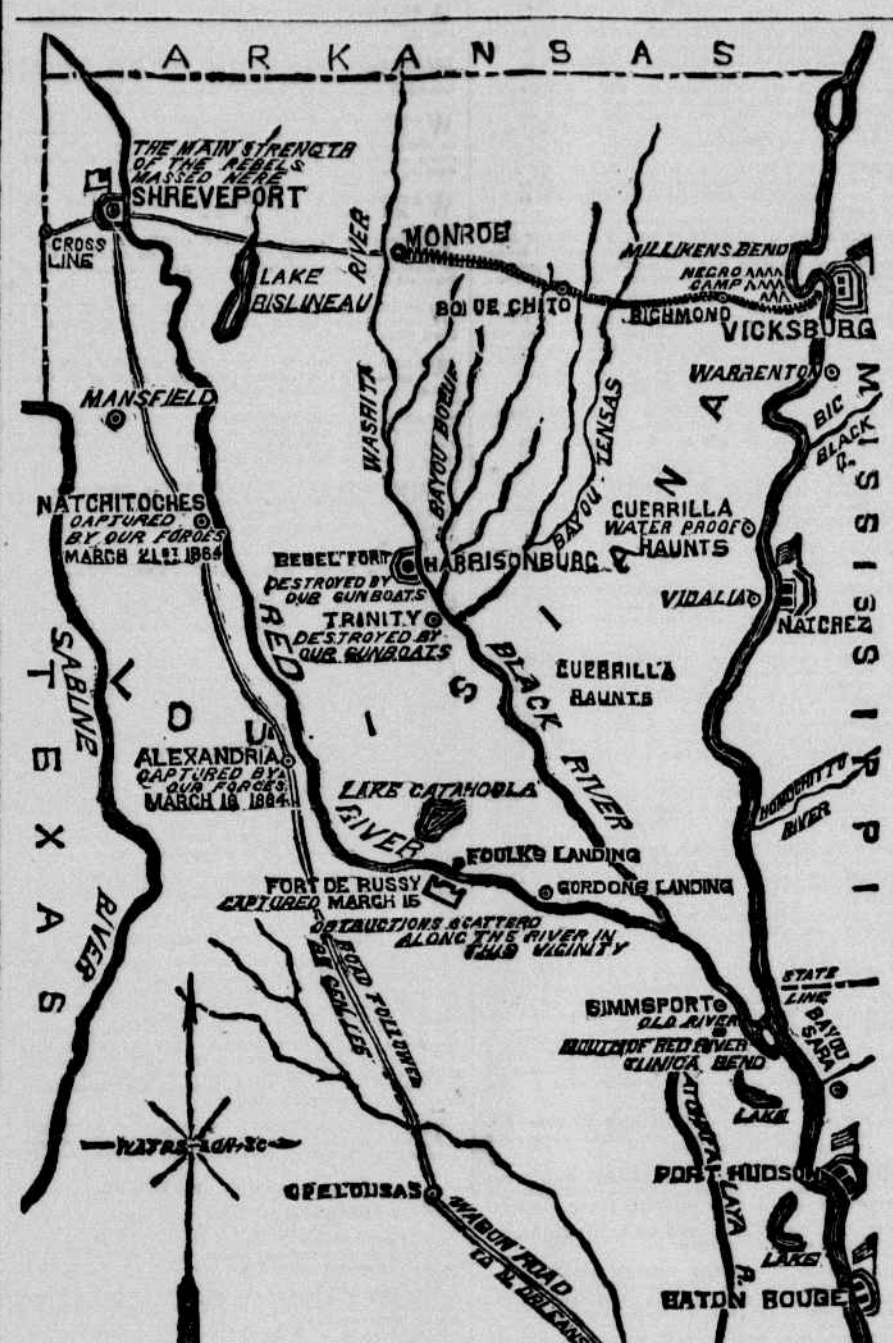 ARKANSAS
THE MAIN STRENGTH
OF THE REBELS
MASSED HERE
SHREVEPORT
CROSS
LINE
LAKE
BISLINEAU
RIVER
MONROE
MILLIKENS BEND
NEGRO
CAMP
RICHMOND
VICKSBURG
WARRENTON
BIG
BLACK
MANSFIELD
WASHITA
BAYOU BOEUF
BAYOU TENSAS
NATCHITOCHES
CAPTURED
BY OUR FORCES
MARCH 21ST 1864
REBEL FORT
HARRISONBURG
DESTROYED BY
OUR GUNBOATS
TRINITY
DESTROYED BY
OUR GUNBOATS
GUERRILLA
WATER PROOF
HAUNTS
VIDALIA
NATCHEZ
MISSISSIPPI
LOUISIANA
GUERRILLA
HAUNTS
BLACK RIVER
RED
RIVER
SABINE
RIVER
TEXAS
ALEXANDRIA
CAPTURED BY
OUR FORCES
MARCH 16 1864
LAKE CATAHOOLA
HOMOCHITTO
RIVER
FOULKS LANDING
FORT DE RUSSY
CAPTURED MARCH 15
GORDONS LANDING
OBSTRUCTIONS SCATTERD
ALONG THE RIVER IN
THIS VICINITY
ROAD FOLLOWED
STATE
LINE
SIMMSPORT
OLD RIVER
MOUTH OF RED RIVER
BAYOU
SARA
LAKE
ATCHAFALAYA R.
PORT HUDSON
OPELOUSAS
WAGON ROAD
TO N. ORLEANS
LAKE
BATON ROUGE